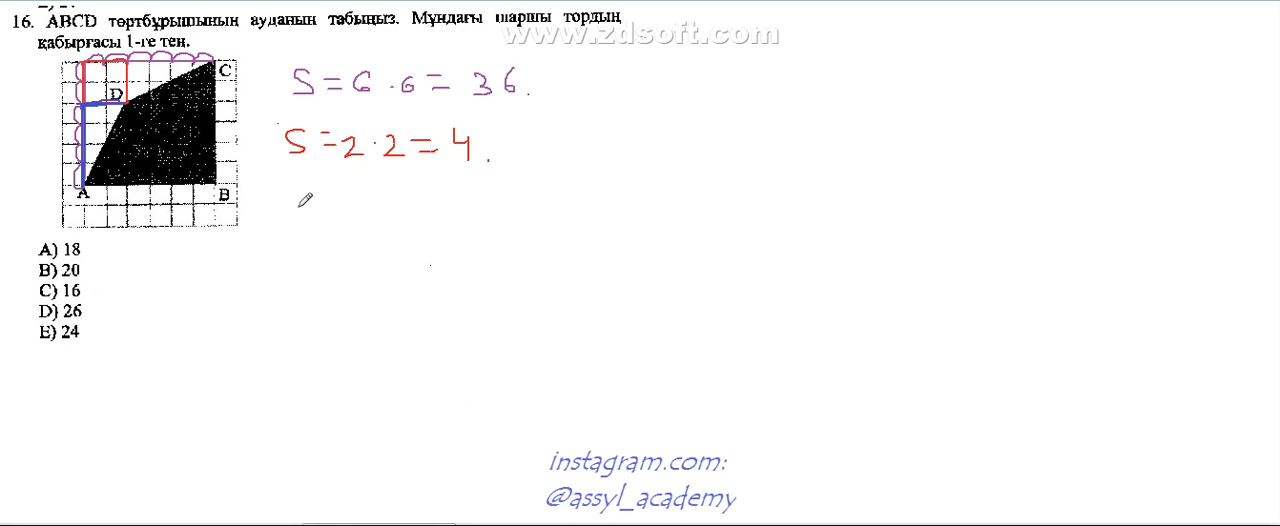 16. ABCD төртбұрышының ауданын табыңыз. Мұндағы шаршы тордың
қабырғасы 1-ге тең.
www.zdsoft.com
C
D
A
B
S = 6 · 6 = 36.
S = 2 · 2 = 4.
A) 18
B) 20
C) 16
D) 26
E) 24
instagram.com:
@assyl_academy